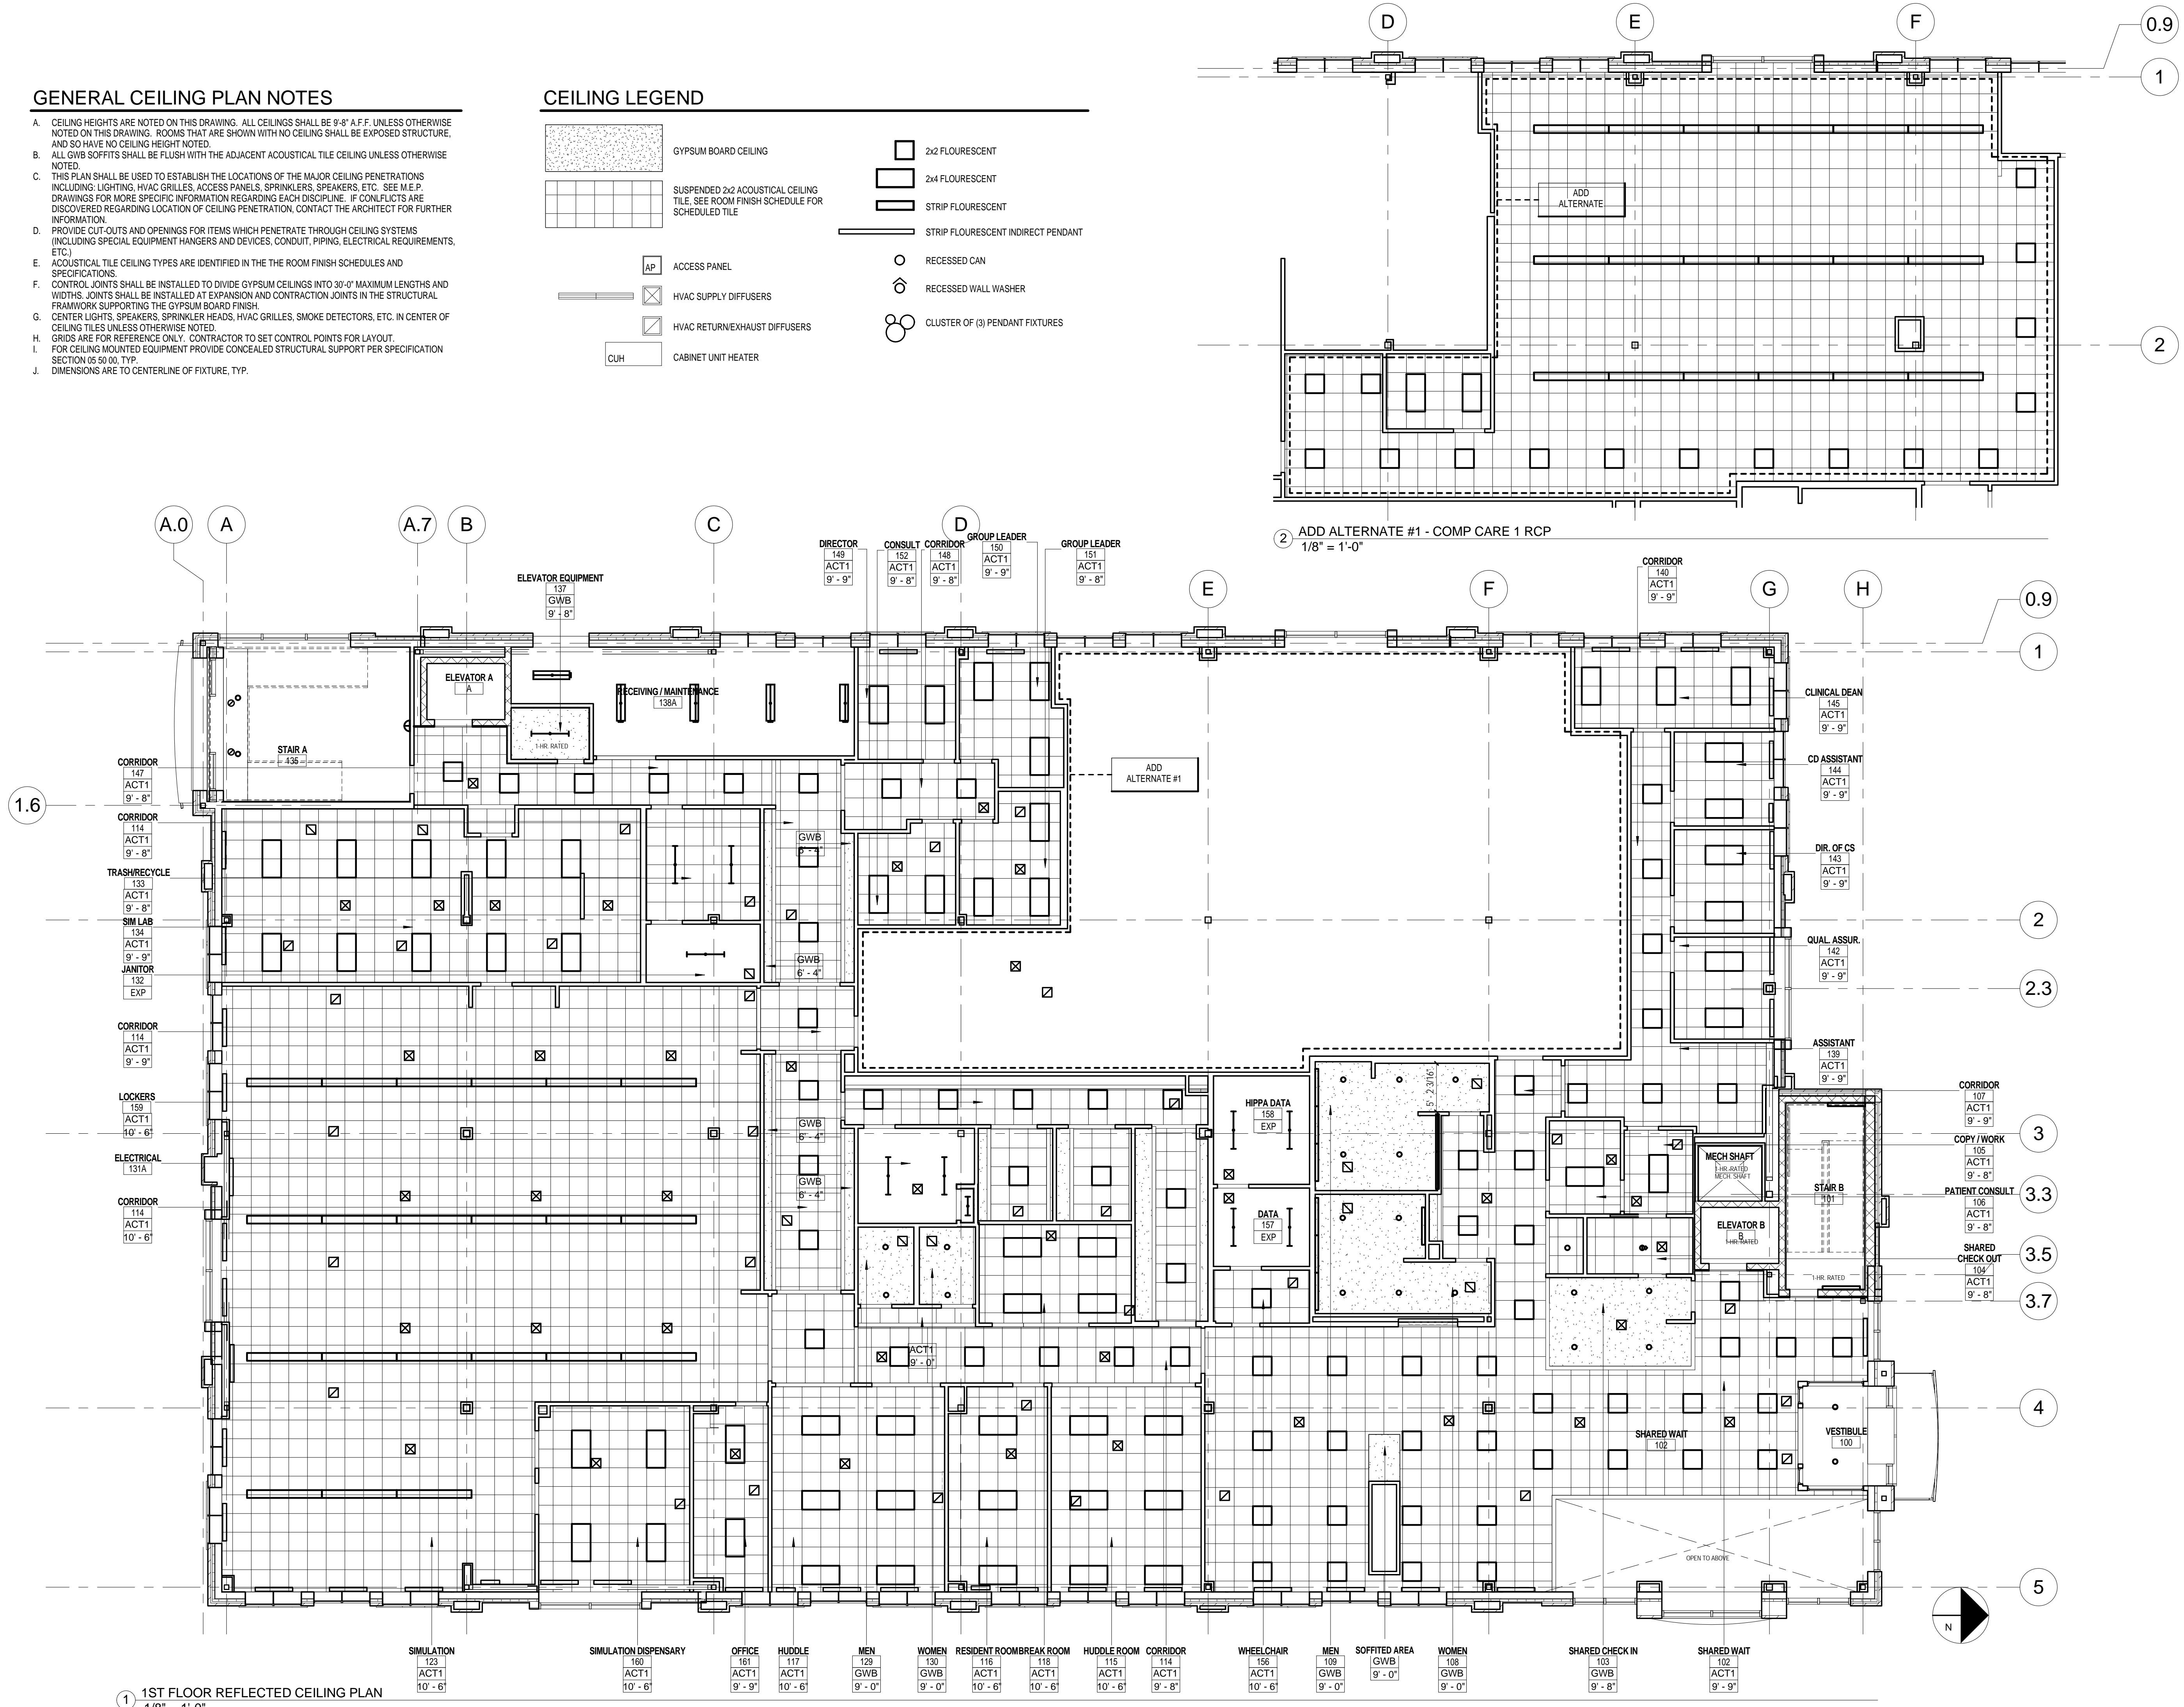 D
E
F
0.9
1
2
ADD
ALTERNATE
2 ADD ALTERNATE #1 - COMP CARE 1 RCP
1/8" = 1'-0"
GENERAL CEILING PLAN NOTES
A. CEILING HEIGHTS ARE NOTED ON THIS DRAWING. ALL CEILINGS SHALL BE 9'-8" A.F.F. UNLESS OTHERWISE
NOTED ON THIS DRAWING. ROOMS THAT ARE SHOWN WITH NO CEILING SHALL BE EXPOSED STRUCTURE,
AND SO HAVE NO CEILING HEIGHT NOTED.
B. ALL GWB SOFFITS SHALL BE FLUSH WITH THE ADJACENT ACOUSTICAL TILE CEILING UNLESS OTHERWISE
NOTED.
C. THIS PLAN SHALL BE USED TO ESTABLISH THE LOCATIONS OF THE MAJOR CEILING PENETRATIONS
INCLUDING: LIGHTING, HVAC GRILLES, ACCESS PANELS, SPRINKLERS, SPEAKERS, ETC. SEE M.E.P.
DRAWINGS FOR MORE SPECIFIC INFORMATION REGARDING EACH DISCIPLINE. IF CONLFLICTS ARE
DISCOVERED REGARDING LOCATION OF CEILING PENETRATION, CONTACT THE ARCHITECT FOR FURTHER
INFORMATION.
D. PROVIDE CUT-OUTS AND OPENINGS FOR ITEMS WHICH PENETRATE THROUGH CEILING SYSTEMS
(INCLUDING SPECIAL EQUIPMENT HANGERS AND DEVICES, CONDUIT, PIPING, ELECTRICAL REQUIREMENTS,
ETC.)
E. ACOUSTICAL TILE CEILING TYPES ARE IDENTIFIED IN THE THE ROOM FINISH SCHEDULES AND
SPECIFICATIONS.
F. CONTROL JOINTS SHALL BE INSTALLED TO DIVIDE GYPSUM CEILINGS INTO 30'-0" MAXIMUM LENGTHS AND
WIDTHS. JOINTS SHALL BE INSTALLED AT EXPANSION AND CONTRACTION JOINTS IN THE STRUCTURAL
FRAMWORK SUPPORTING THE GYPSUM BOARD FINISH.
G. CENTER LIGHTS, SPEAKERS, SPRINKLER HEADS, HVAC GRILLES, SMOKE DETECTORS, ETC. IN CENTER OF
CEILING TILES UNLESS OTHERWISE NOTED.
H. GRIDS ARE FOR REFERENCE ONLY. CONTRACTOR TO SET CONTROL POINTS FOR LAYOUT.
I. FOR CEILING MOUNTED EQUIPMENT PROVIDE CONCEALED STRUCTURAL SUPPORT PER SPECIFICATION
SECTION 05 50 00, TYP.
J. DIMENSIONS ARE TO CENTERLINE OF FIXTURE, TYP.
CEILING LEGEND
GYPSUM BOARD CEILING
SUSPENDED 2x2 ACOUSTICAL CEILING
TILE, SEE ROOM FINISH SCHEDULE FOR
SCHEDULED TILE
AP ACCESS PANEL
HVAC SUPPLY DIFFUSERS
HVAC RETURN/EXHAUST DIFFUSERS
CUH CABINET UNIT HEATER
2x2 FLOURESCENT
2x4 FLOURESCENT
STRIP FLOURESCENT
STRIP FLOURESCENT INDIRECT PENDANT
RECESSED CAN
RECESSED WALL WASHER
CLUSTER OF (3) PENDANT FIXTURES
A.0
A
A.7
B
C
D
E
F
G
H
0.9
1
1.6
2
2.3
3
3.3
3.5
3.7
4
5
ELEVATOR EQUIPMENT
137
GWB
9' - 8"
DIRECTOR
149
ACT1
9' - 9"
CONSULT
152
ACT1
9' - 8"
CORRIDOR
148
ACT1
9' - 8"
GROUP LEADER
150
ACT1
9' - 9"
GROUP LEADER
151
ACT1
9' - 8"
CORRIDOR
140
ACT1
9' - 9"
CORRIDOR
147
ACT1
9' - 8"
CORRIDOR
114
ACT1
9' - 8"
TRASH/RECYCLE
133
ACT1
9' - 8"
SIM LAB
134
ACT1
9' - 9"
JANITOR
132
EXP
CORRIDOR
114
ACT1
9' - 9"
LOCKERS
159
ACT1
10' - 6"
ELECTRICAL
131A
CORRIDOR
114
ACT1
10' - 6"
STAIR A
135
ELEVATOR A
A
1-HR. RATED
RECEIVING / MAINTENANCE
138A
GWB
GWB
6' - 4"
GWB
6' - 4"
GWB
6' - 4"
ADD
ALTERNATE #1
ACT1
9' - 0"
HIPPA DATA
158
EXP
DATA
157
EXP
5' - 2 3/16"
MECH SHAFT
1-HR. RATED
MECH. SHAFT
ELEVATOR B
B
1-HR. RATED
STAIR B
101
1-HR. RATED
SHARED WAIT
102
VESTIBULE
100
OPEN TO ABOVE
CLINICAL DEAN
145
ACT1
9' - 9"
CD ASSISTANT
144
ACT1
9' - 9"
DIR. OF CS
143
ACT1
9' - 9"
QUAL. ASSUR.
142
ACT1
9' - 9"
ASSISTANT
139
ACT1
9' - 9"
CORRIDOR
107
ACT1
9' - 9"
COPY / WORK
105
ACT1
9' - 8"
PATIENT CONSULT
106
ACT1
9' - 8"
SHARED
CHECK OUT
104
ACT1
9' - 8"
N
SIMULATION
123
ACT1
10' - 6"
SIMULATION DISPENSARY
160
ACT1
10' - 6"
OFFICE
161
ACT1
9' - 9"
HUDDLE
117
ACT1
10' - 6"
MEN
129
GWB
9' - 0"
WOMEN
130
GWB
9' - 0"
RESIDENT ROOM
116
ACT1
10' - 6"
BREAK ROOM
118
ACT1
10' - 6"
HUDDLE ROOM
115
ACT1
10' - 6"
CORRIDOR
114
ACT1
9' - 8"
WHEELCHAIR
156
ACT1
10' - 6"
MEN
109
GWB
9' - 0"
SOFFITED AREA
GWB
9' - 0"
WOMEN
108
GWB
9' - 0"
SHARED CHECK IN
103
GWB
9' - 8"
SHARED WAIT
102
ACT1
9' - 9"
1 1ST FLOOR REFLECTED CEILING PLAN
1/8" = 1'-0"